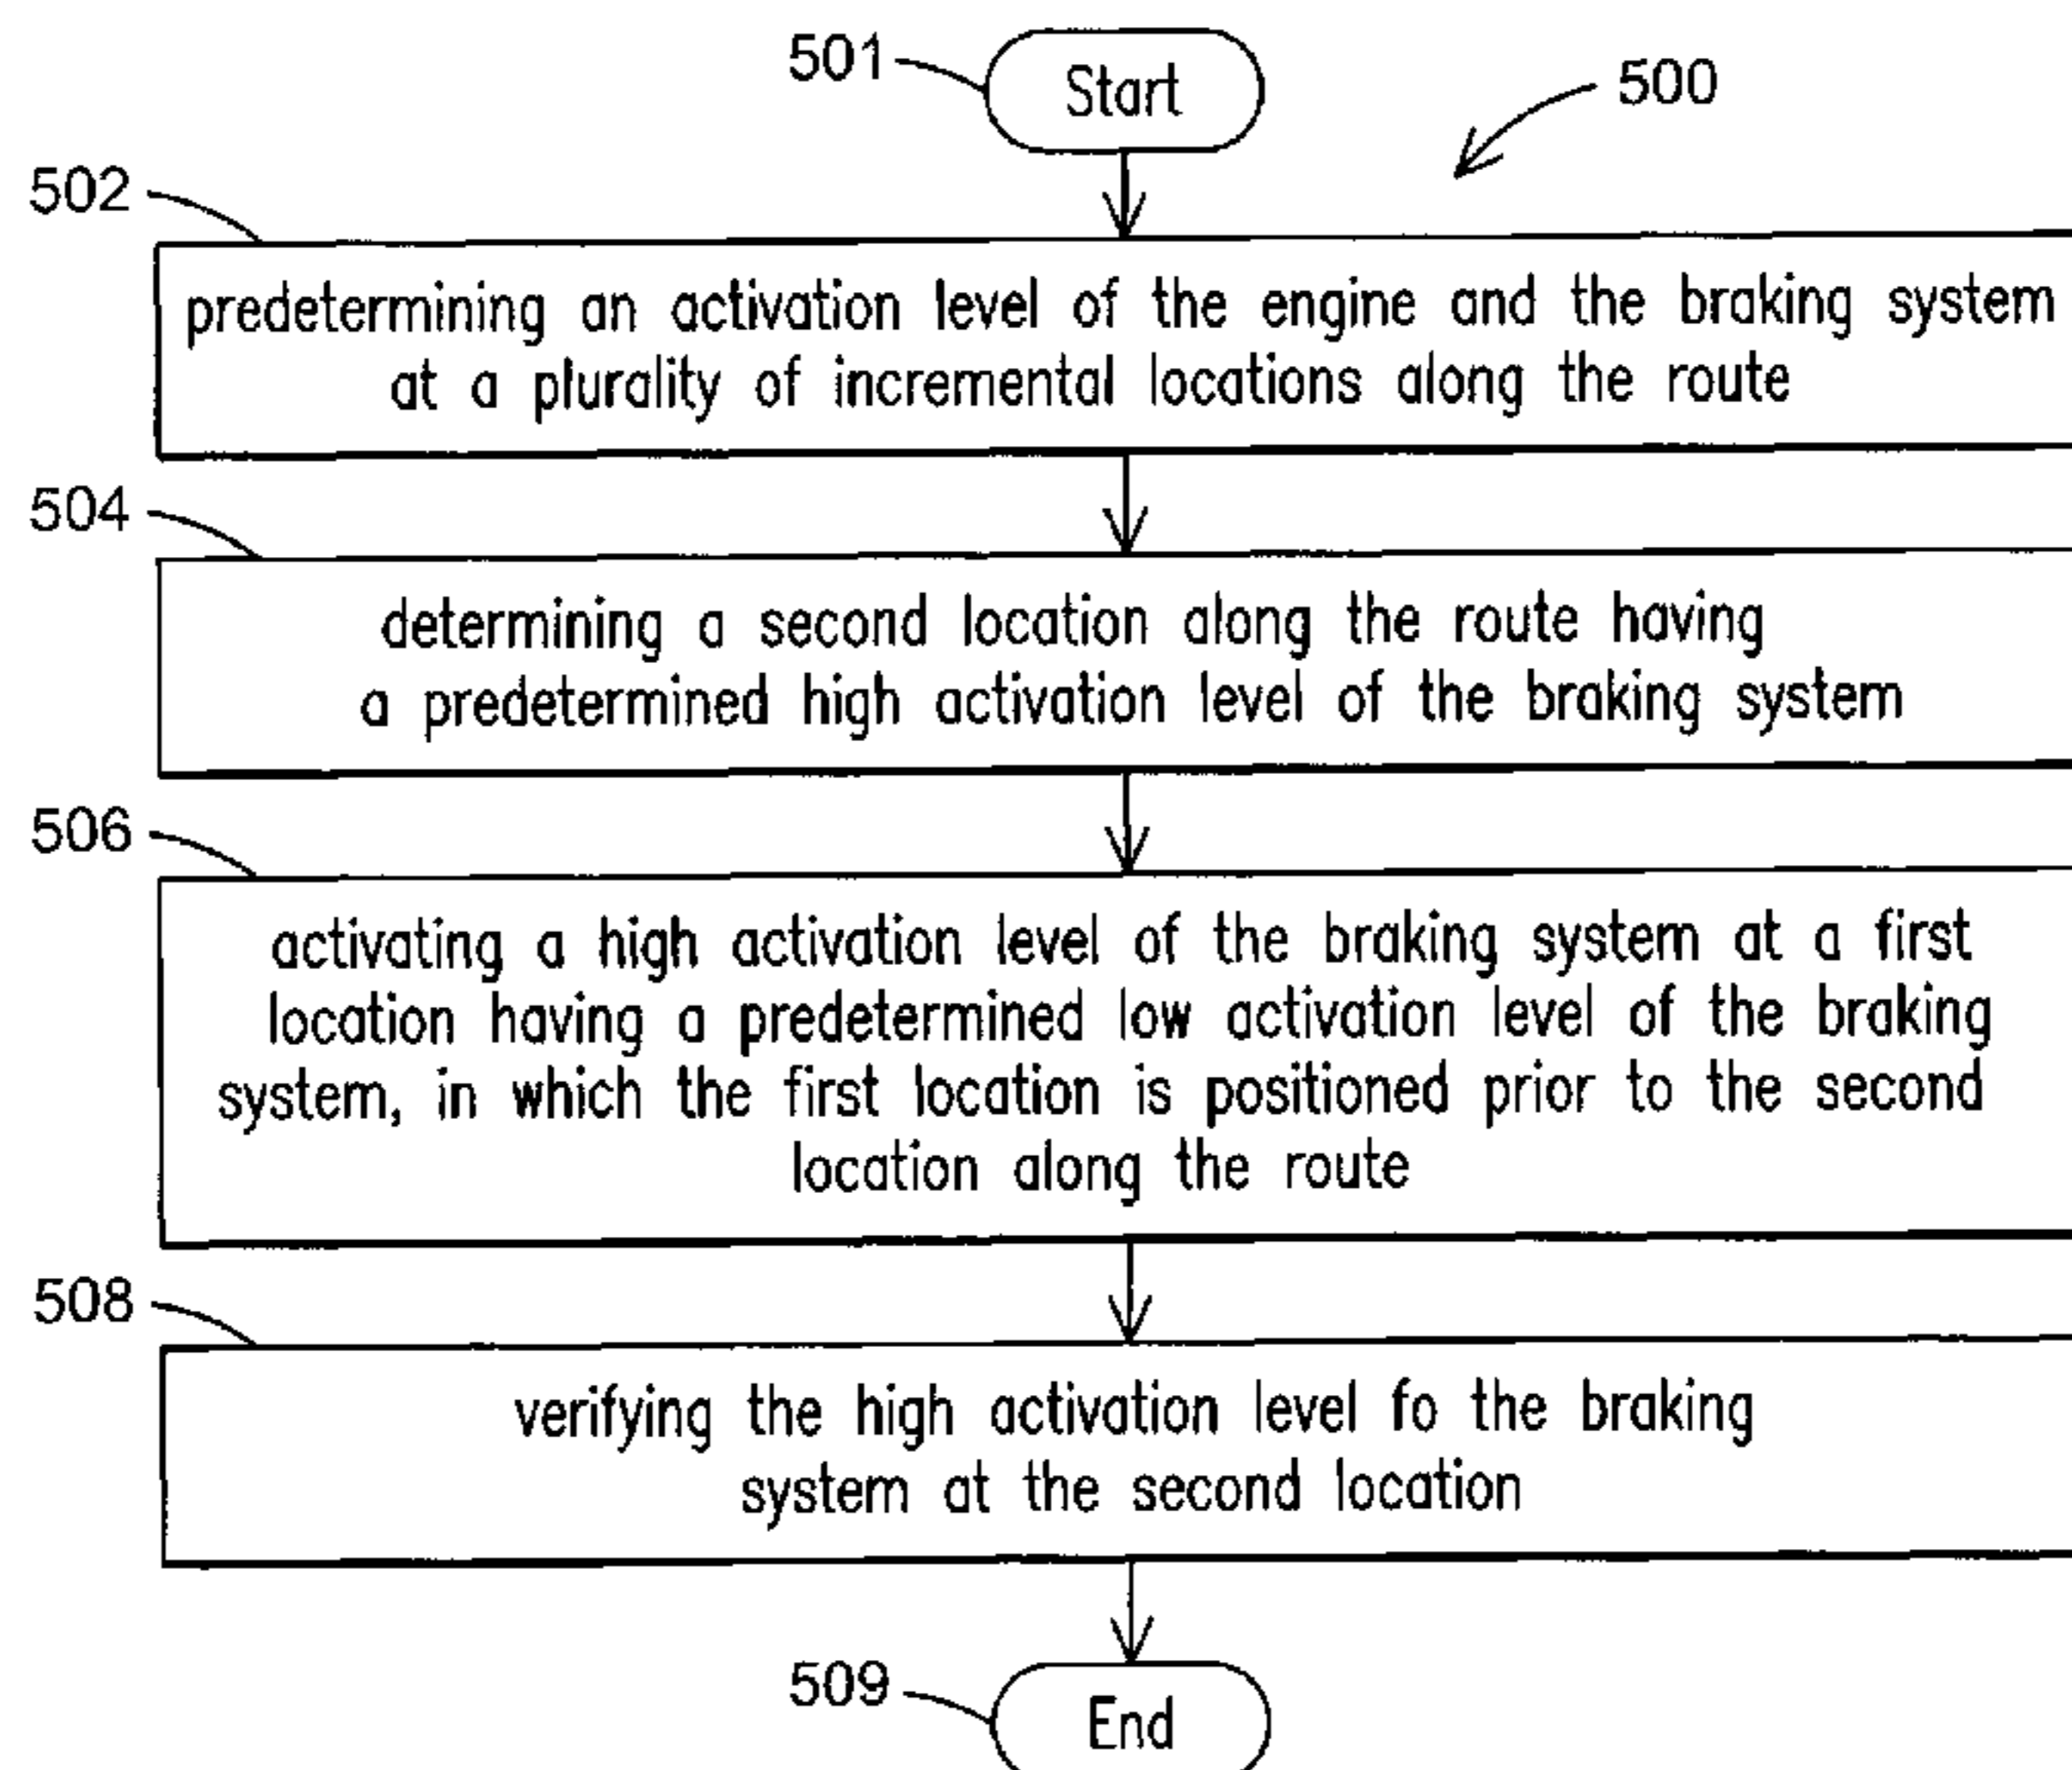 501
Start
500
502
predetermining an activation level of the engine and the braking system
at a plurality of incremental locations along the route
504
determining a second location along the route having
a predetermined high activation level of the braking system
506
activating a high activation level of the braking system at a first
location having a predetermined low activation level of the braking
system, in which the first location is positioned prior to the second
location along the route
508
verifying the high activation level fo the braking
system at the second location
509
End